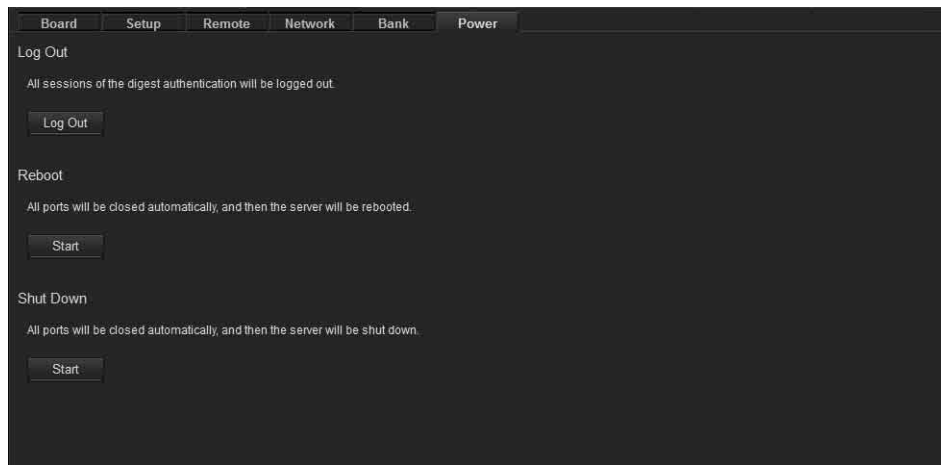 Board Setup Remote Network Bank Power
Log Out
All sessions of the digest authentication will be logged out.
Log Out
Reboot
All ports will be closed automatically, and then the server will be rebooted.
Start
Shut Down
All ports will be closed automatically, and then the server will be shut down.
Start